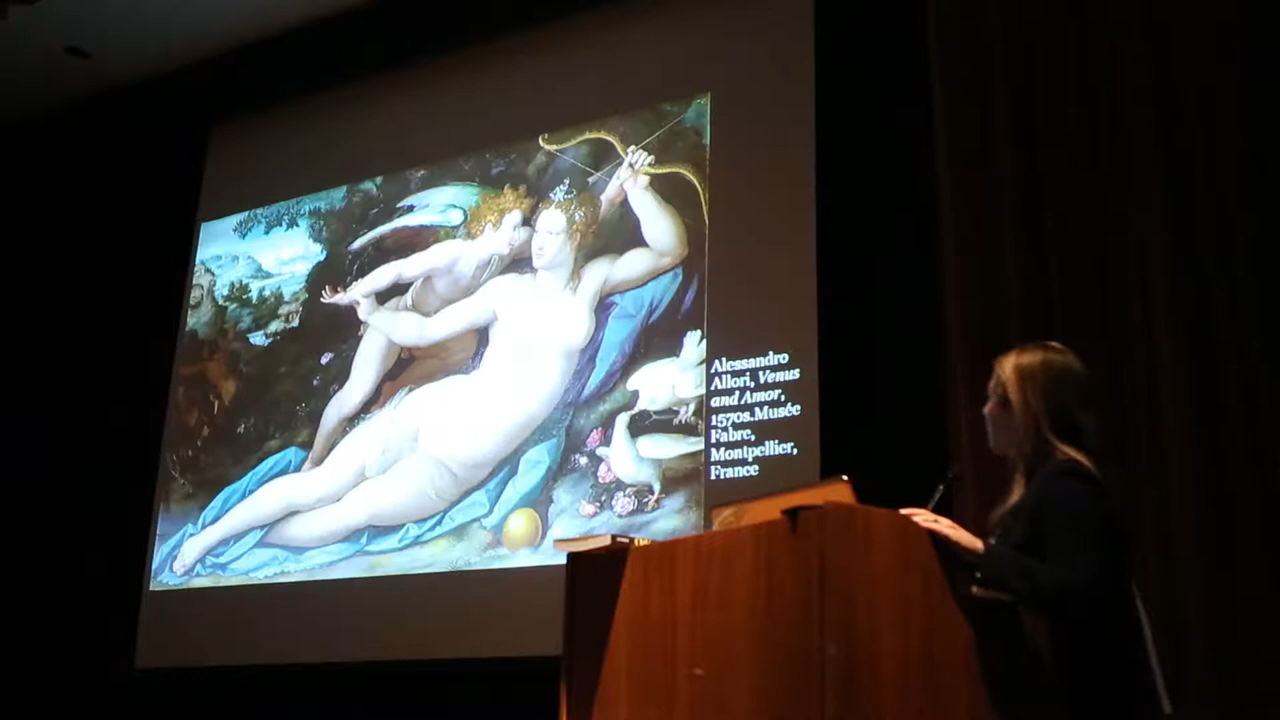 Alessandro
Allori, Venus
and Amor,
1570s.Musée
Fabre,
Montpellier,
France